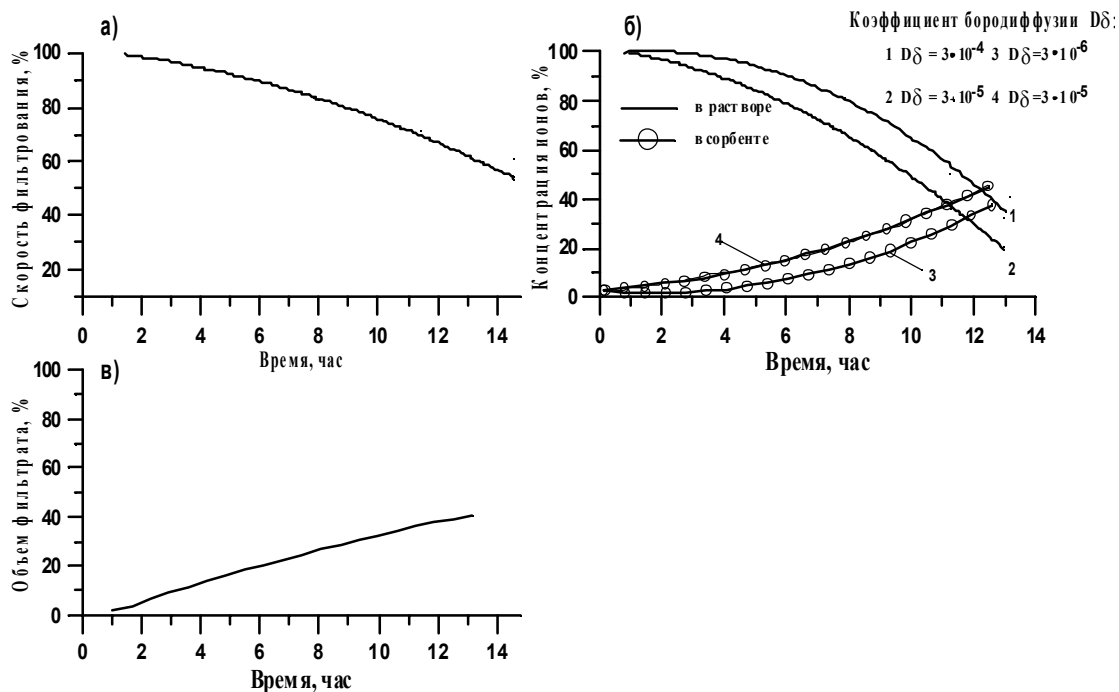 а)
Скорость фильтрования, %
100
80
60
40
20
0
0 2 4 6 8 10 12 14
Время, час
б)
Коэффициент бородиффузии Dδ:
1 Dδ = 3•10-4 3 Dδ=3•10-6
2 Dδ = 3·10-5 4 Dδ=3•10-5
в растворе
в сорбенте
Концентрация ионов, %
100
80
60
40
20
0
1
2
3
4
0 2 4 6 8 10 12 14
Время, час
в)
Объем фильтрата, %
100
80
60
40
20
0
0 2 4 6 8 10 12 14
Время, час